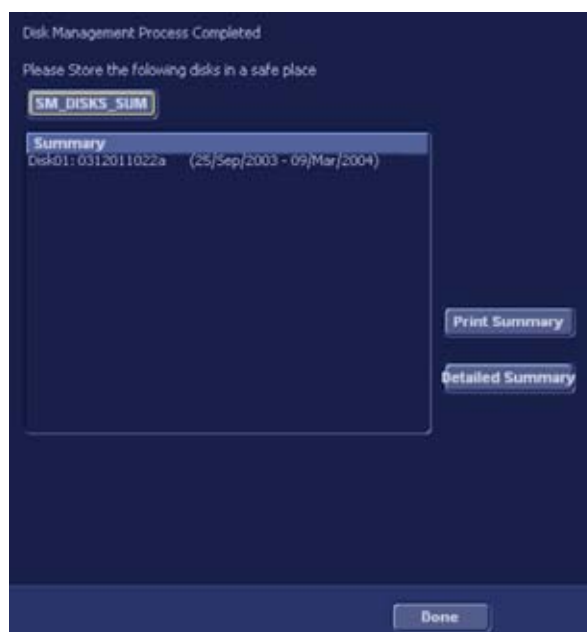 Disk Management Process Completed
Please Store the folowing disks in a safe place
SM_DISKS_SUM
Summary
Disk01: 0312011022a (25/Sep/2003 - 09/Mar/2004)
Print Summary
Detailed Summary
Done